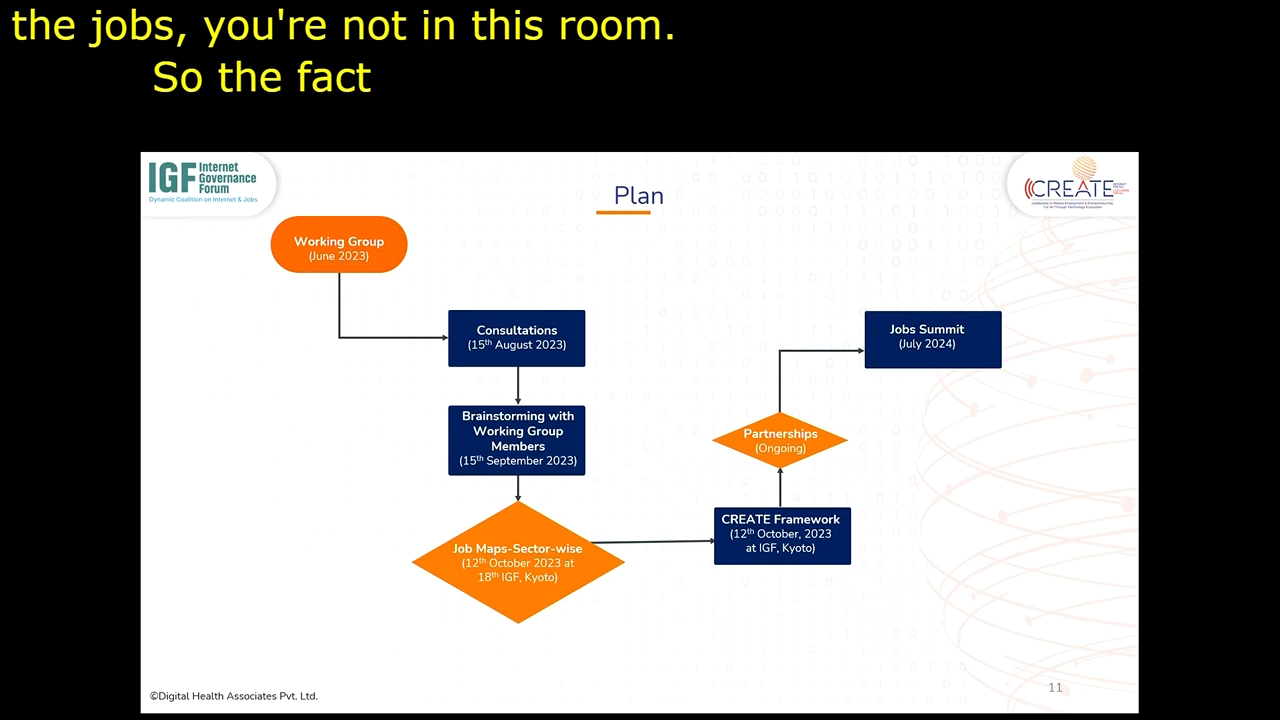 the jobs, you're not in this room.
So the fact
IGF Internet
Governance
Forum
Dynamic Coalition on Internet & Jobs
Plan
CREATE
Working Group
(June 2023)
Consultations
(15th August 2023)
Brainstorming with
Working Group
Members
(15th September 2023)
Job Maps-Sector-wise
(12th October 2023 at
18th IGF, Kyoto)
CREATE Framework
(12th October, 2023
at IGF, Kyoto)
Partnerships
(Ongoing)
Jobs Summit
(July 2024)
©Digital Health Associates Pvt. Ltd.
11